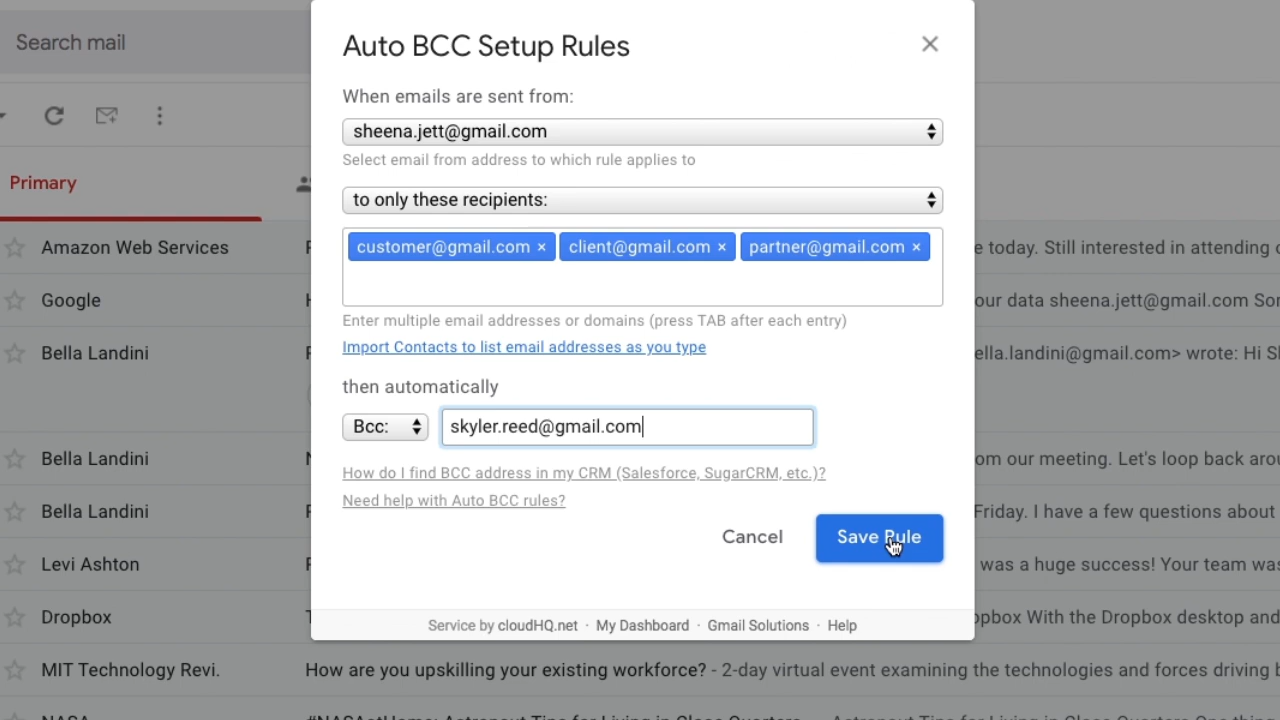 Search mail
Auto BCC Setup Rules
When emails are sent from:
sheena.jett@gmail.com
Select email from address to which rule applies to
Primary
to only these recipients:
customer@gmail.com × client@gmail.com × partner@gmail.com ×
Amazon Web Services
e today. Still interested in attending
Google
our data sheena.jett@gmail.com
Enter multiple email addresses or domains (press TAB after each entry)
Import Contacts to list email addresses as you type
Bella Landini
ella.landini@gmail.com> wrote: Hi
then automatically
Bcc: skyler.reed@gmail.com
Bella Landini
om our meeting. Let's loop back
How do I find BCC address in my CRM (Salesforce, SugarCRM, etc.)?
Need help with Auto BCC rules?
Bella Landini
Friday. I have a few questions about
Cancel Save Rule
Levi Ashton
was a huge success! Your team
Dropbox
With the Dropbox desktop and
Service by cloudHQ.net · My Dashboard · Gmail Solutions · Help
MIT Technology Revi. How are you upskilling your existing workforce? - 2-day virtual event examining the technologies and forces driving